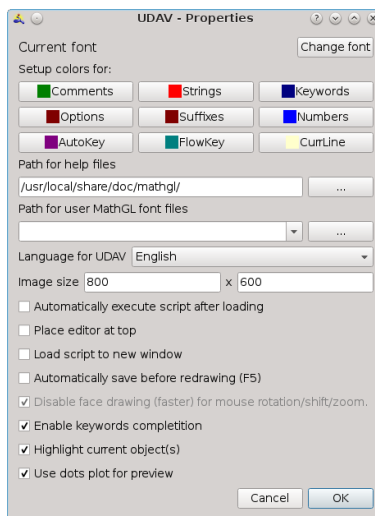 UDAV - Properties
Current font Change font
Setup colors for:
Comments Strings Keywords
Options Suffixes Numbers
AutoKey FlowKey CurrLine
Path for help files
/usr/local/share/doc/mathgl/ ...
Path for user MathGL font files
...
Language for UDAV English
Image size 800 x 600
Automatically execute script after loading
Place editor at top
Load script to new window
Automatically save before redrawing (F5)
Disable face drawing (faster) for mouse rotation/shift/zoom.
Enable keywords completition
Highlight current object(s)
Use dots plot for preview
Cancel OK